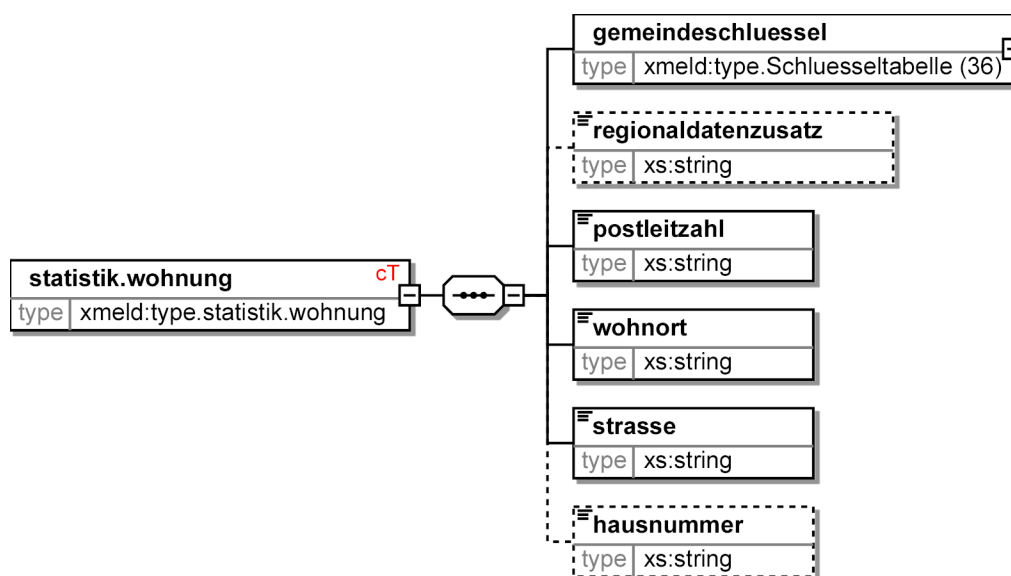 gemeindeschluessel
type xmeld:type.Schluesseltabelle (36)
regionaldatenzusatz
type xs:string
postleitzahl
type xs:string
statistik.wohnung cT
type xmeld:type.statistik.wohnung
wohnort
type xs:string
strasse
type xs:string
hausnummer
type xs:string